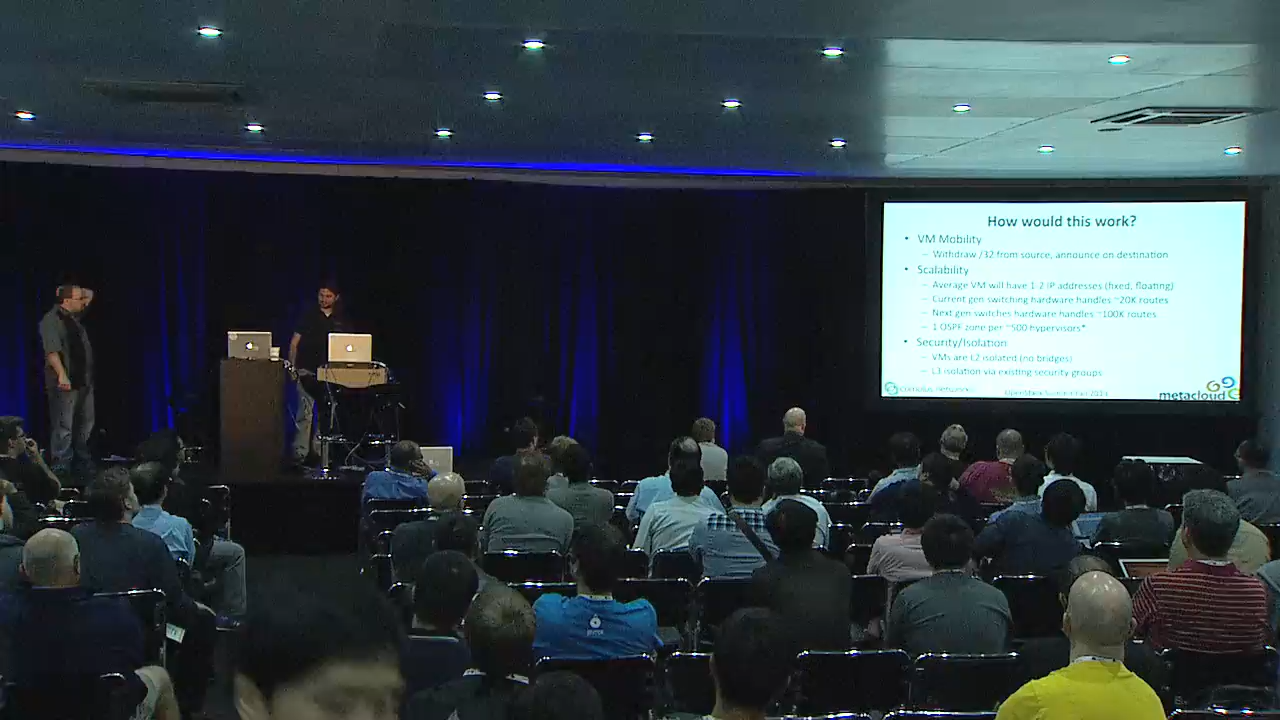 How would this work?
• VM Mobility
– Withdraw /32 from source, announce on destination
• Scalability
– Average VM will have 1-2 IP addresses (fixed, floating)
– Current gen switching hardware handles ~20K routes
– Next gen switches hardware handles ~100K routes
– 1 OSPF zone per ~500 hypervisors*
• Security/Isolation
– VMs are L2 isolated (no bridges)
– L3 isolation via existing security groups
metacloud